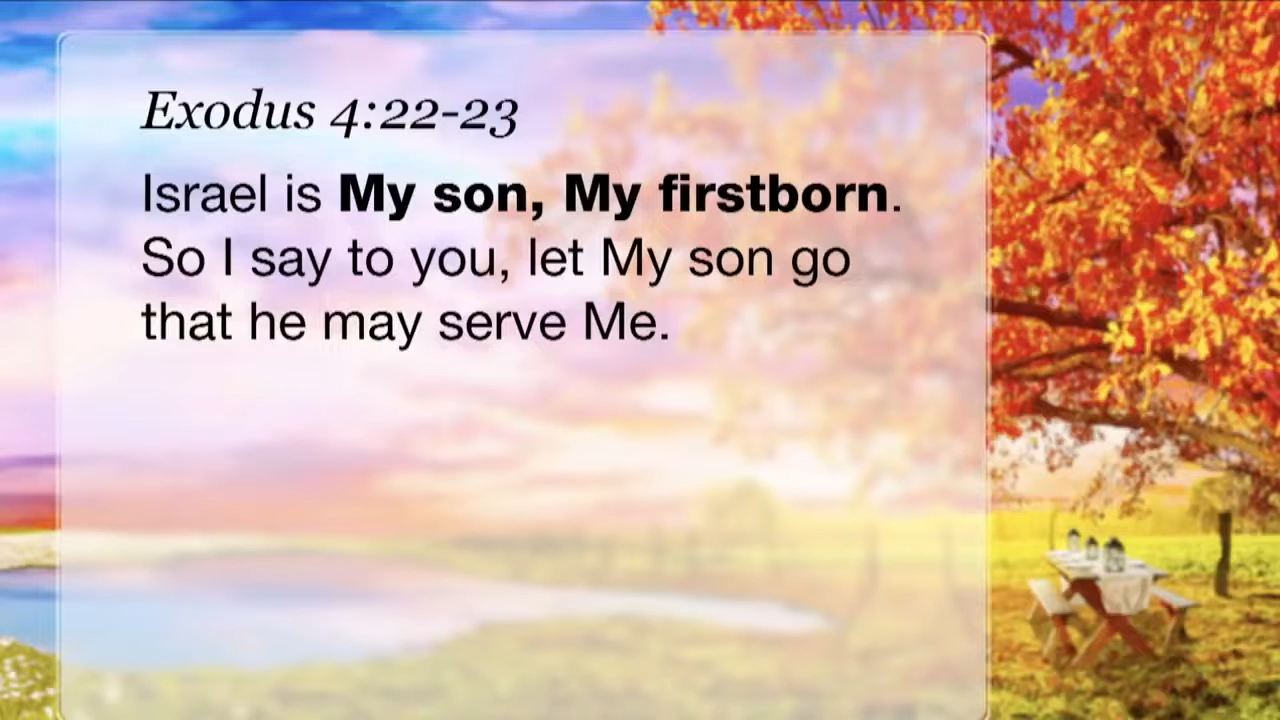 Exodus 4:22-23
Israel is My son, My firstborn.
So I say to you, let My son go
that he may serve Me.